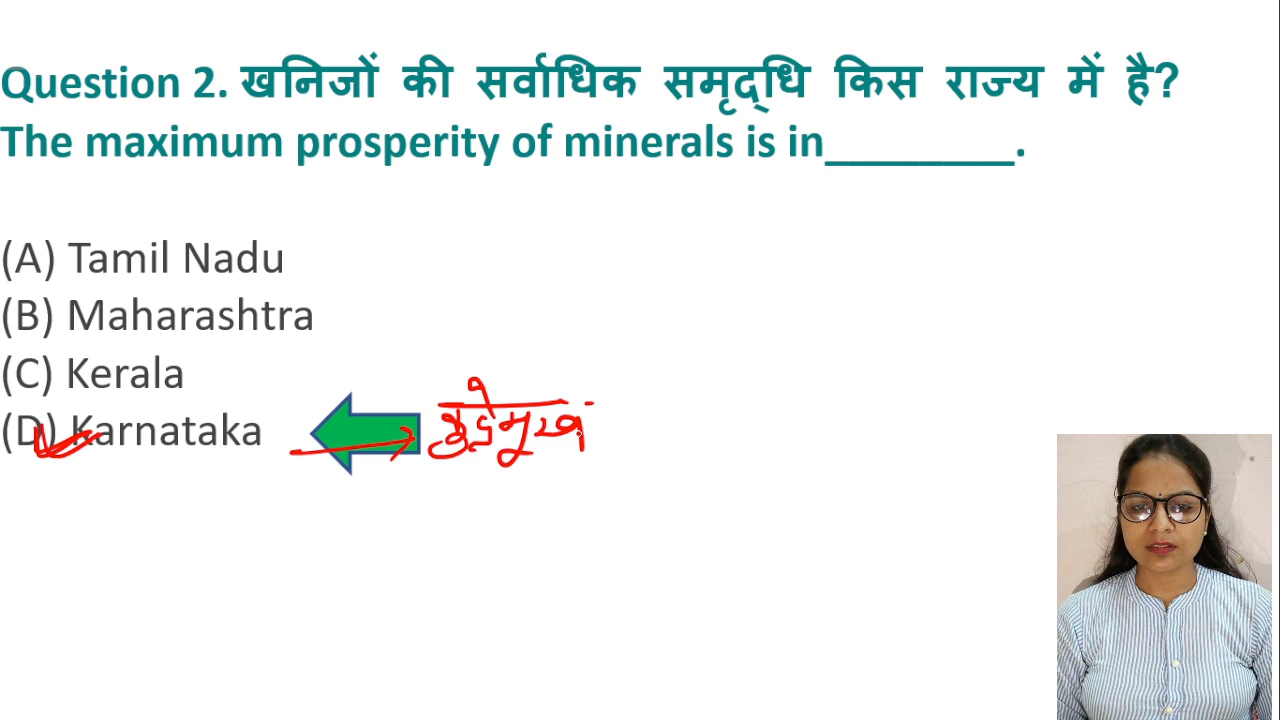 Question 2. खनिजों की सर्वाधिक समृद्धि किस राज्य में है?
The maximum prosperity of minerals is in________.
(A) Tamil Nadu
(B) Maharashtra
(C) Kerala
(D) Karnataka